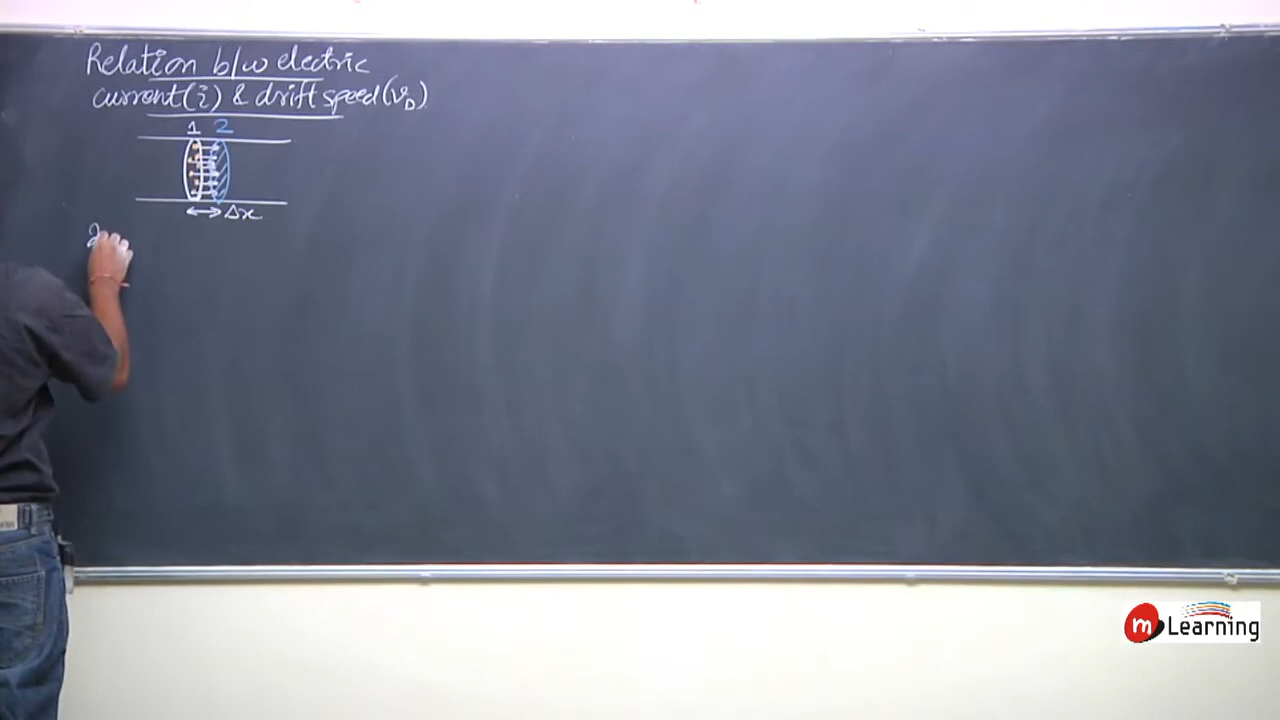 Relation b/w electric
current(i) & drift speed(v_D)
1 2
Δx
m Learning